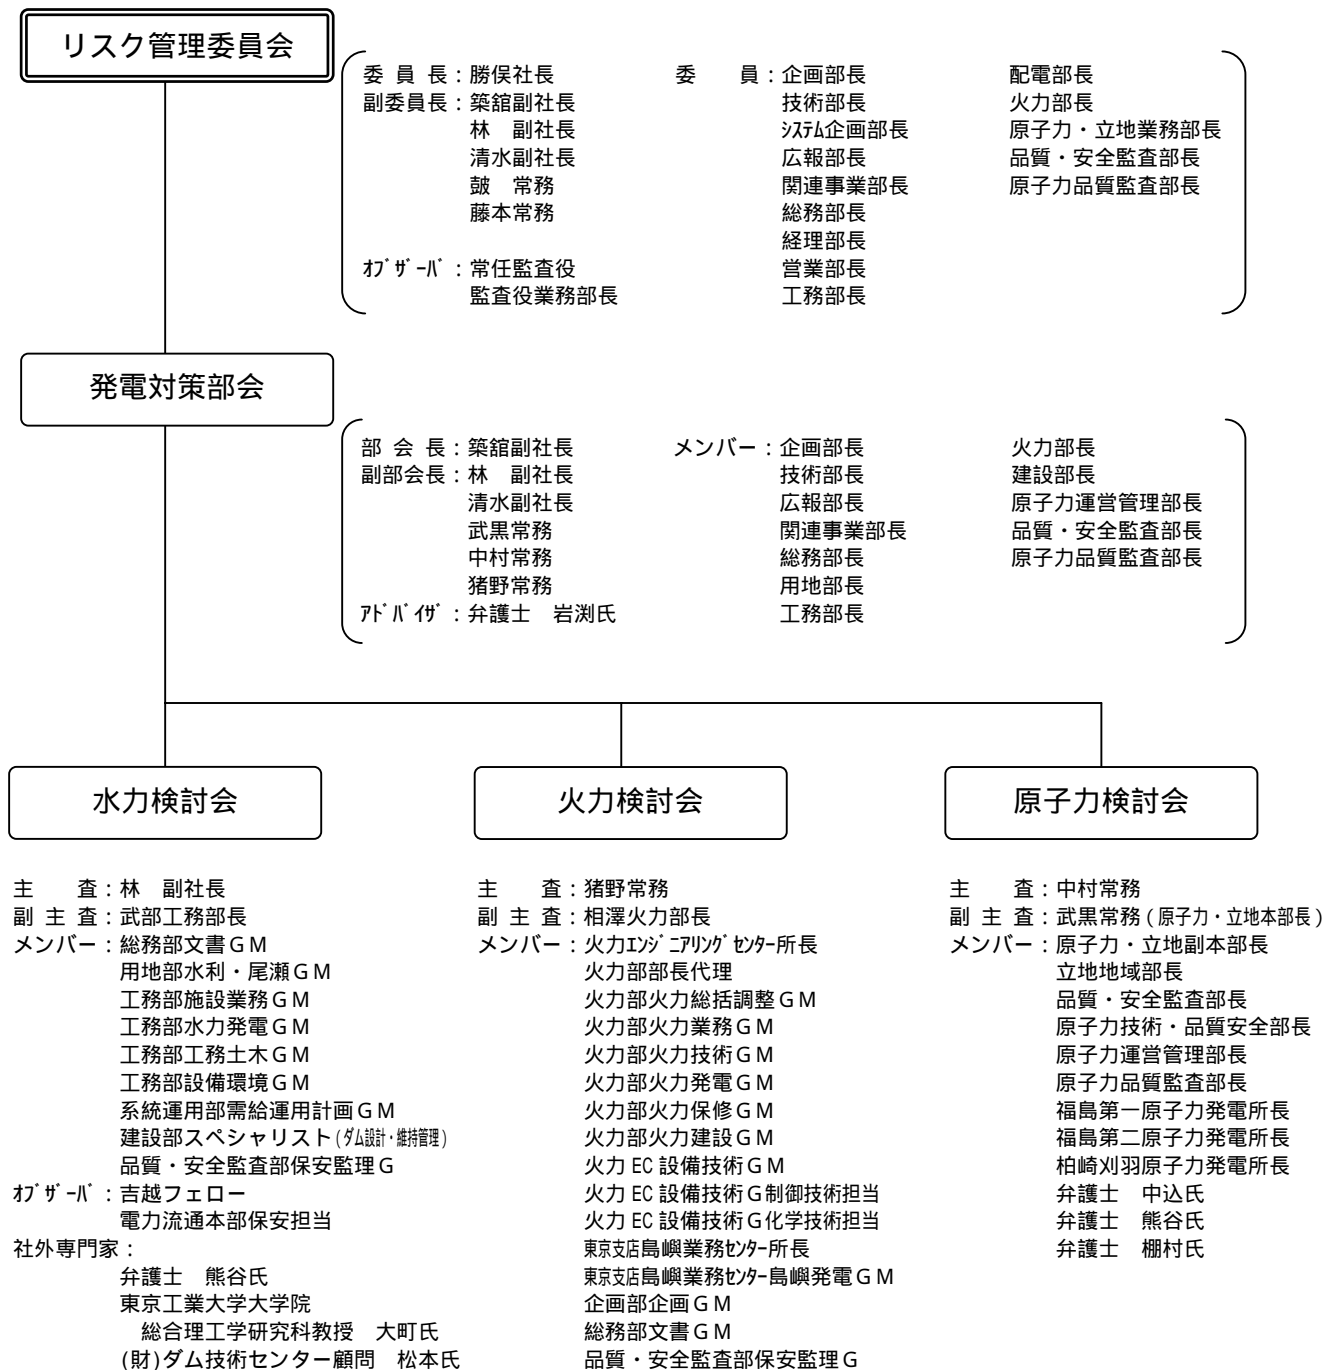 リスク管理委員会
委 員 長：勝俣社長
副委員長：築舘副社長
林　副社長
清水副社長
皷　常務
藤本常務
ｵﾌﾞｻﾞｰﾊﾞ：常任監査役
監査役業務部長
委　　員：企画部長
技術部長
ｼｽﾃﾑ企画部長
広報部長
関連事業部長
総務部長
経理部長
営業部長
工務部長
配電部長
火力部長
原子力・立地業務部長
品質・安全監査部長
原子力品質監査部長
発電対策部会
部 会 長：築舘副社長
副部会長：林　副社長
清水副社長
武黒常務
中村常務
猪野常務
ｱﾄﾞﾊﾞｲｻﾞ：弁護士　岩渕氏
メンバー：企画部長
技術部長
広報部長
関連事業部長
総務部長
用地部長
工務部長
火力部長
建設部長
原子力運営管理部長
品質・安全監査部長
原子力品質監査部長
水力検討会
主　　査：林　副社長
副 主 査：武部工務部長
メンバー：総務部文書ＧＭ
用地部水利・尾瀬ＧＭ
工務部施設業務ＧＭ
工務部水力発電ＧＭ
工務部工務土木ＧＭ
工務部設備環境ＧＭ
系統運用部需給運用計画ＧＭ
建設部スペシャリスト(ﾀﾞﾑ設計・維持管理)
品質・安全監査部保安監理Ｇ
ｵﾌﾞｻﾞｰﾊﾞ：吉越フェロー
電力流通本部保安担当
社外専門家：
弁護士　熊谷氏
東京工業大学大学院
総合理工学研究科教授　大町氏
(財)ダム技術センター顧問　松本氏
火力検討会
主　　査：猪野常務
副 主 査：相澤火力部長
メンバー：火力ｴﾝｼﾞﾆｱﾘﾝｸﾞｾﾝﾀｰ所長
火力部部長代理
火力部火力総括調整ＧＭ
火力部火力業務ＧＭ
火力部火力技術ＧＭ
火力部火力発電ＧＭ
火力部火力保修ＧＭ
火力部火力建設ＧＭ
火力 EC 設備技術ＧＭ
火力 EC 設備技術Ｇ制御技術担当
火力 EC 設備技術Ｇ化学技術担当
東京支店島嶼業務ｾﾝﾀｰ所長
東京支店島嶼業務ｾﾝﾀｰ島嶼発電ＧＭ
企画部企画ＧＭ
総務部文書ＧＭ
品質・安全監査部保安監理Ｇ
原子力検討会
主　　査：中村常務
副 主 査：武黒常務(原子力・立地本部長)
メンバー：原子力・立地副本部長
立地地域部長
品質・安全監査部長
原子力技術・品質安全部長
原子力運営管理部長
原子力品質監査部長
福島第一原子力発電所長
福島第二原子力発電所長
柏崎刈羽原子力発電所長
弁護士　中込氏
弁護士　熊谷氏
弁護士　棚村氏